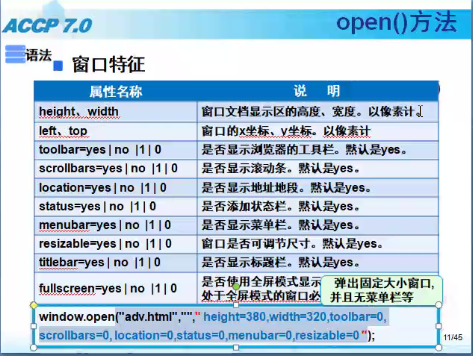 ACCP 7.0
open()方法
语法
窗口特征
属性名称 说 明
height、width 窗口文档显示区的高度、宽度。以像素计。
left、top 窗口的x坐标、y坐标。以像素计
toolbar=yes | no |1 | 0 是否显示浏览器的工具栏。默认是yes。
scrollbars=yes | no |1 | 0 是否显示滚动条。默认是yes。
location=yes | no |1 | 0 是否显示地址地段。默认是yes。
status=yes | no |1 | 0 是否添加状态栏。默认是yes。
menubar=yes | no |1 | 0 是否显示菜单栏。默认是yes。
resizable=yes | no |1 | 0 窗口是否可调节尺寸。默认是yes。
titlebar=yes | no |1 | 0 是否显示标题栏。默认是yes。
fullscreen=yes | no |1 | 0 是否使用全屏模式显示
处于全屏模式的窗口必
弹出固定大小窗口，
并且无菜单栏等
window.open("adv.html",""," height=380,width=320,toolbar=0,
scrollbars=0, location=0,status=0,menubar=0,resizable=0 ");
11/45